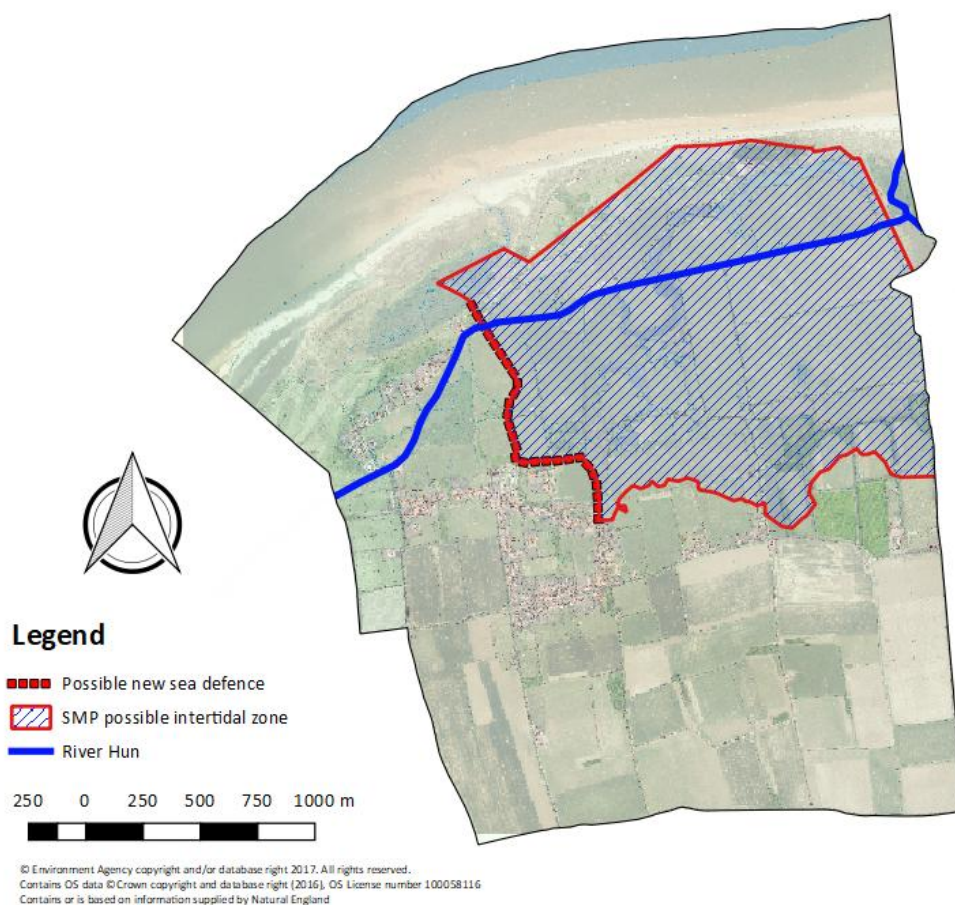 Legend
Possible new sea defence
SMP possible intertidal zone
River Hun
250 0 250 500 750 1000 m
© Environment Agency copyright and/or database right 2017. All rights reserved.
Contains OS data © Crown copyright and database right (2016), OS License number 100058116
Contains or is based on information supplied by Natural England